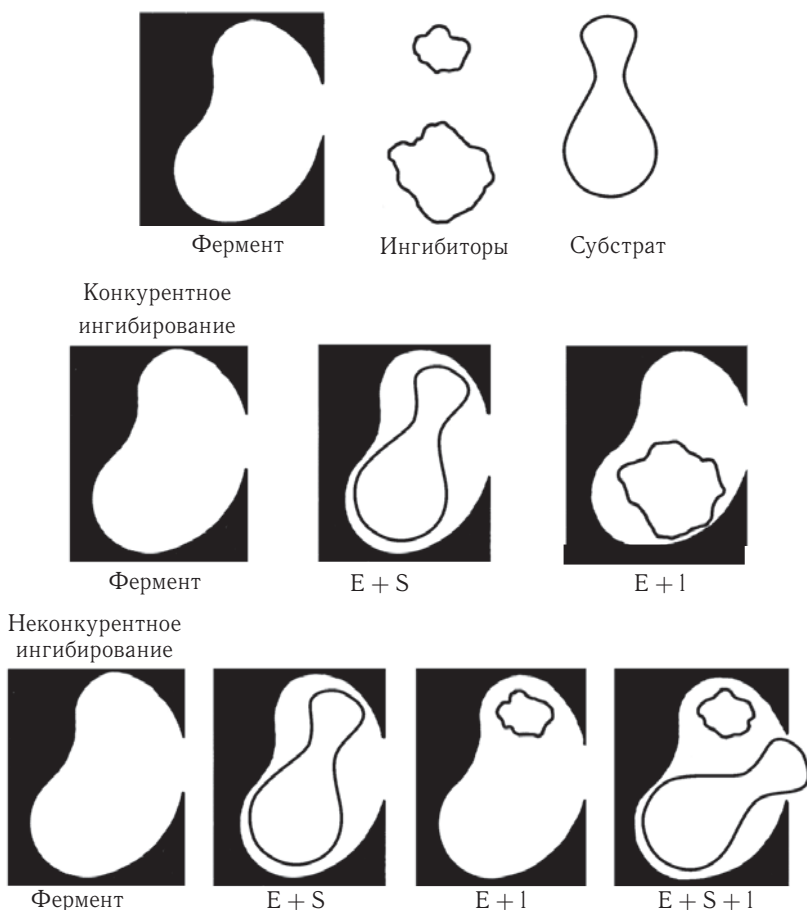 Фермент Ингибиторы Субстрат
Конкурентное
ингибирование
Фермент E + S E + l
Неконкурентное
ингибирование
Фермент E + S E + l E + S + l